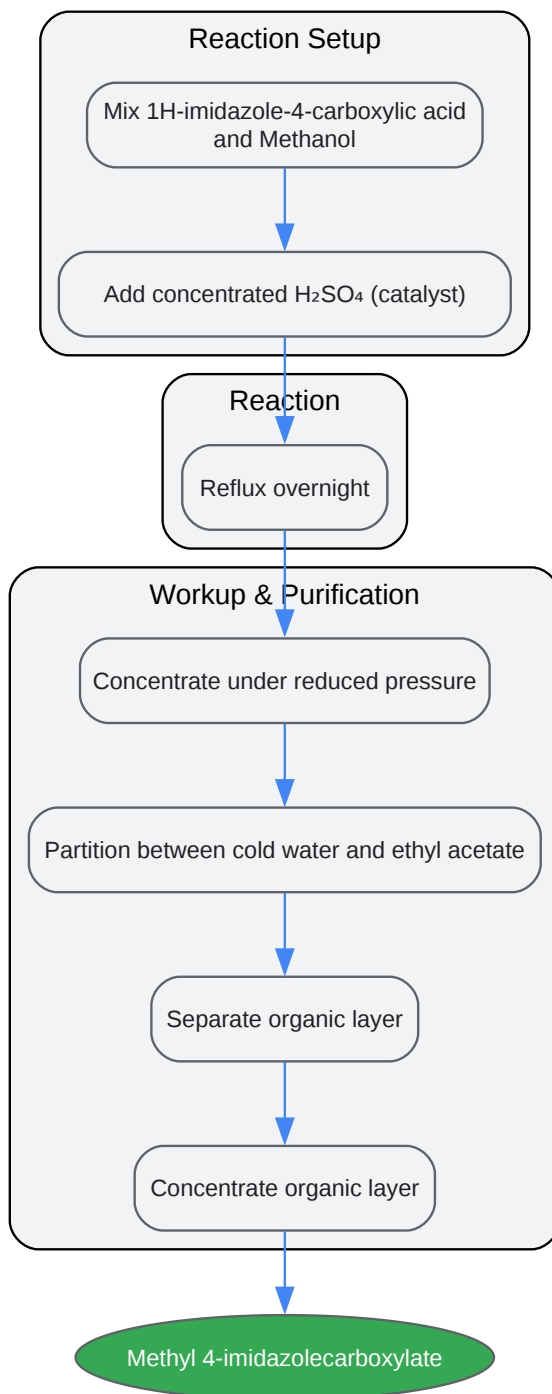 Reaction Setup
Mix 1H-imidazole-4-carboxylic acid
and Methanol
Add concentrated H₂SO₄ (catalyst)
Reaction
Reflux overnight
Workup & Purification
Concentrate under reduced pressure
Partition between cold water and ethyl acetate
Separate organic layer
Concentrate organic layer
Methyl 4-imidazolecarboxylate